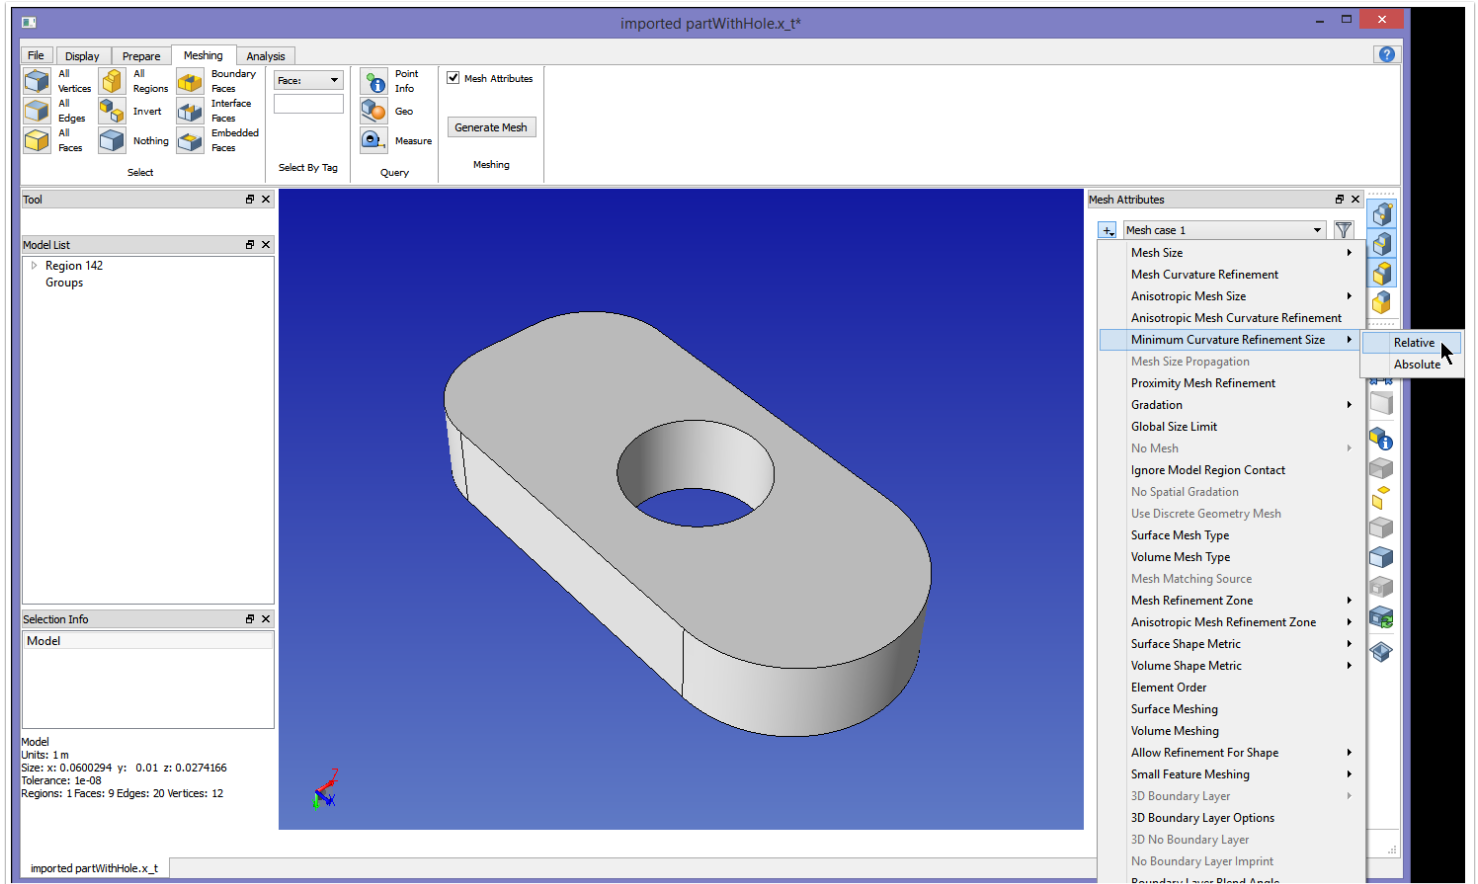 imported partWithHole.x_t*
File Display Prepare Meshing Analysis
All Vertices
All Edges
All Faces
All Regions
Invert
Nothing
Boundary Faces
Interface Faces
Embedded Faces
Select
Face:
Select By Tag
Point Info
Geo
Measure
Query
Mesh Attributes
Generate Mesh
Meshing
Tool
Model List
Region 142
Groups
Selection Info
Model
Model
Units: 1 m
Size: x: 0.0600294 y: 0.01 z: 0.0274166
Tolerance: 1e-08
Regions: 1 Faces: 9 Edges: 20 Vertices: 12
imported partWithHole.x_t
Z
X
Mesh Attributes
Mesh case 1
Mesh Size
Mesh Curvature Refinement
Anisotropic Mesh Size
Anisotropic Mesh Curvature Refinement
Minimum Curvature Refinement Size
Relative
Absolute
Mesh Size Propagation
Proximity Mesh Refinement
Gradation
Global Size Limit
No Mesh
Ignore Model Region Contact
No Spatial Gradation
Use Discrete Geometry Mesh
Surface Mesh Type
Volume Mesh Type
Mesh Matching Source
Mesh Refinement Zone
Anisotropic Mesh Refinement Zone
Surface Shape Metric
Volume Shape Metric
Element Order
Surface Meshing
Volume Meshing
Allow Refinement For Shape
Small Feature Meshing
3D Boundary Layer
3D Boundary Layer Options
3D No Boundary Layer
No Boundary Layer Imprint
Boundary Layer Blend Angle